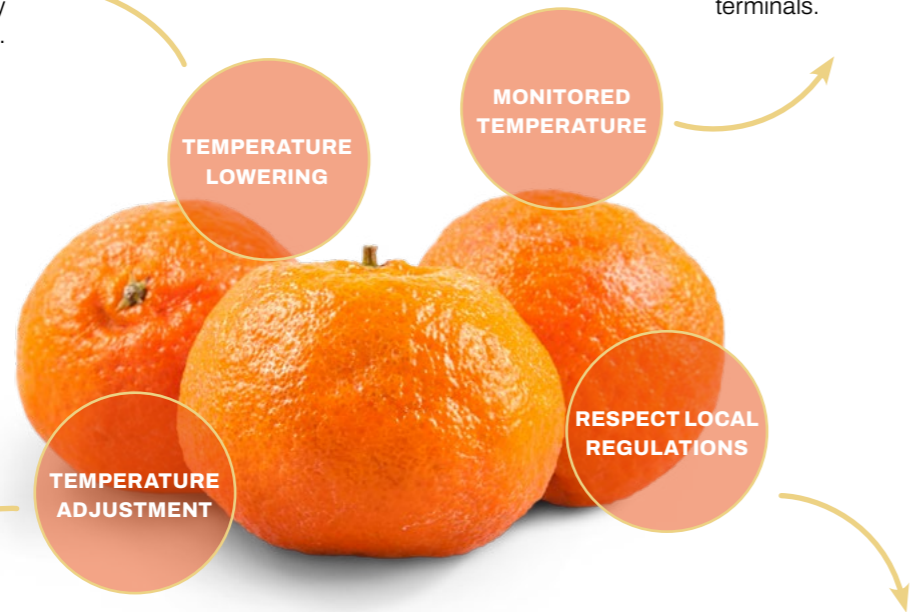 terminals.
.
MONITORED
TEMPERATURE
TEMPERATURE
LOWERING
RESPECT LOCAL
REGULATIONS
TEMPERATURE
ADJUSTMENT